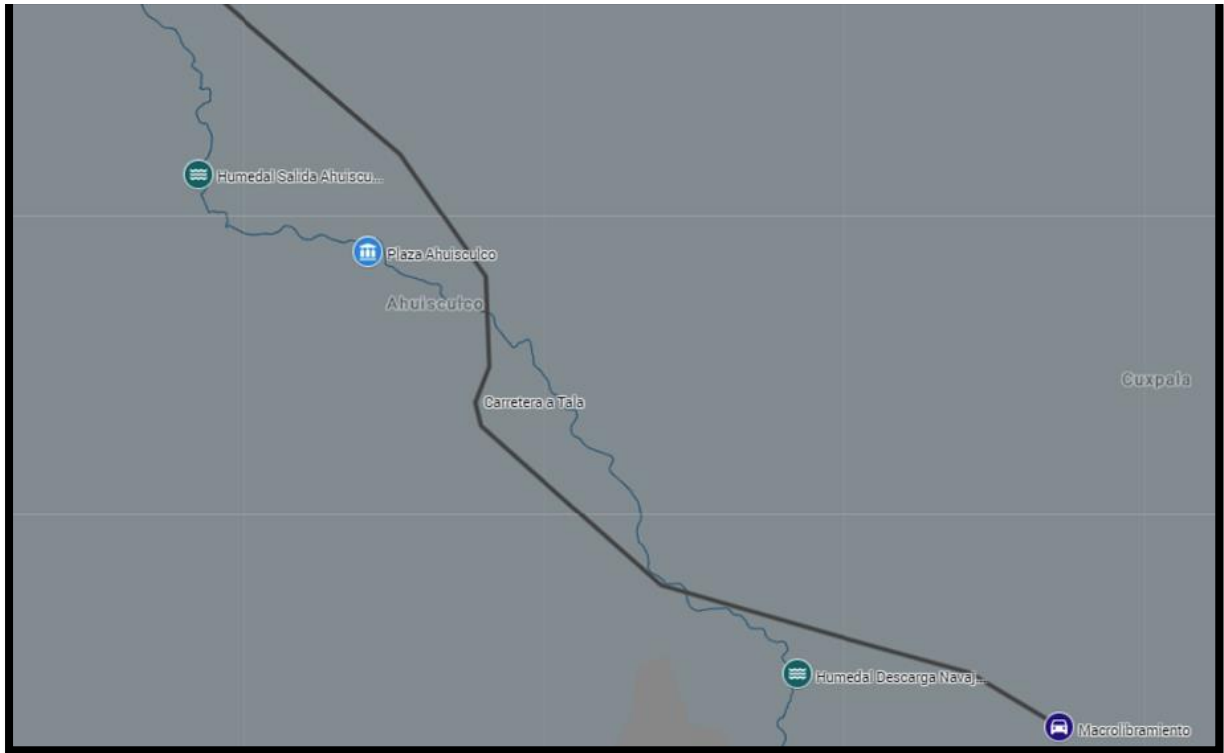 Humedal Salida Ahuiscu...
Plaza Ahuisculco
Ahuisculco
Cuxpala
Carretera a Tala
Humedal Descarga Navaj...
Macrolibramiento